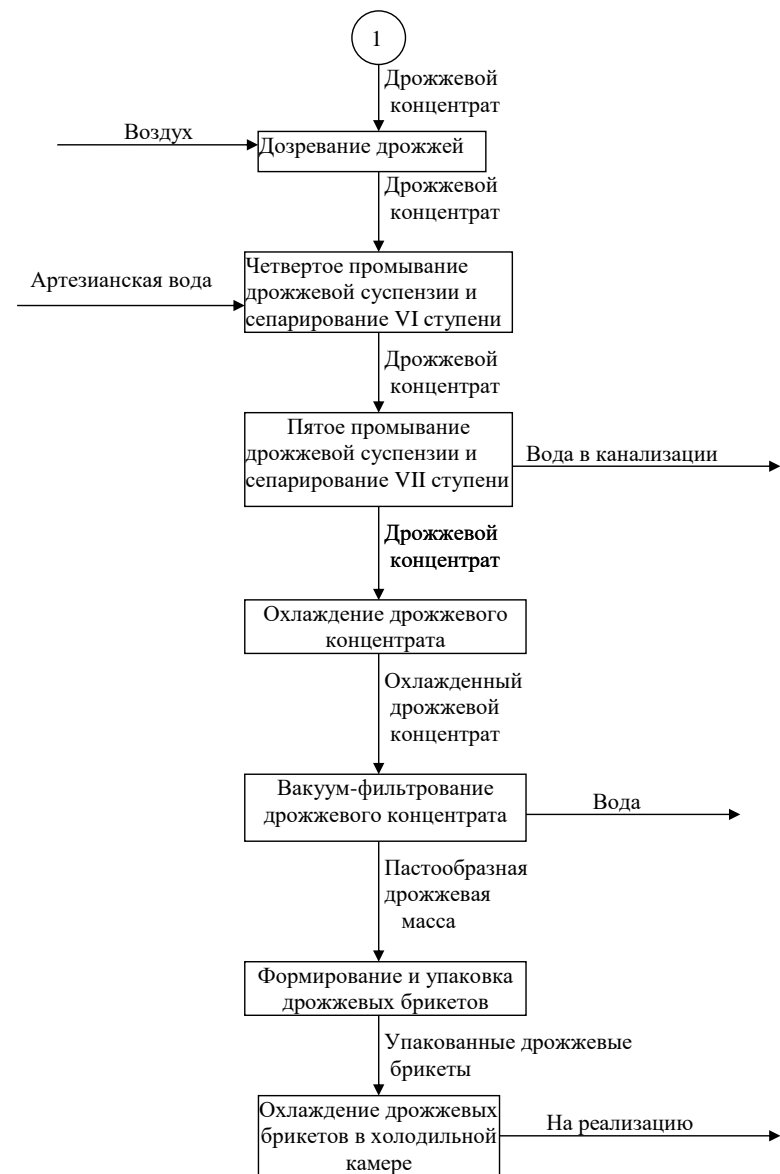 1
Дрожжевой
концентрат
Воздух
Дозревание дрожжей
Дрожжевой
концентрат
Артезианская вода
Четвертое промывание
дрожжевой суспензии и
сепарирование VI ступени
Дрожжевой
концентрат
Пятое промывание
дрожжевой суспензии и
сепарирование VII ступени
Вода в канализации
Дрожжевой
концентрат
Охлаждение дрожжевого
концентрата
Охлажденный
дрожжевой
концентрат
Вакуум-фильтрование
дрожжевого концентрата
Вода
Пастообразная
дрожжевая
масса
Формирование и упаковка
дрожжевых брикетов
Упакованные дрожжевые
брикеты
Охлаждение дрожжевых
брикетов в холодильной
камере
На реализацию